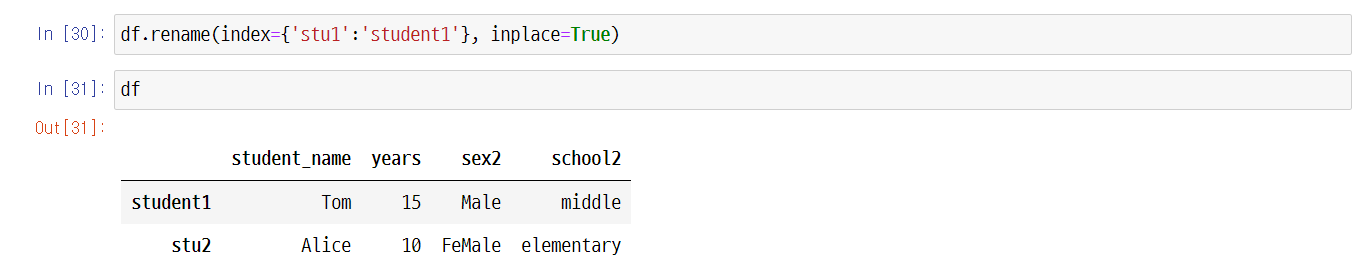 In [30]: df.rename(index={'stu1':'student1'}, inplace=True)
In [31]: df
Out[31]:
student_name years sex2 school2
student1 Tom 15 Male middle
stu2 Alice 10 FeMale elementary